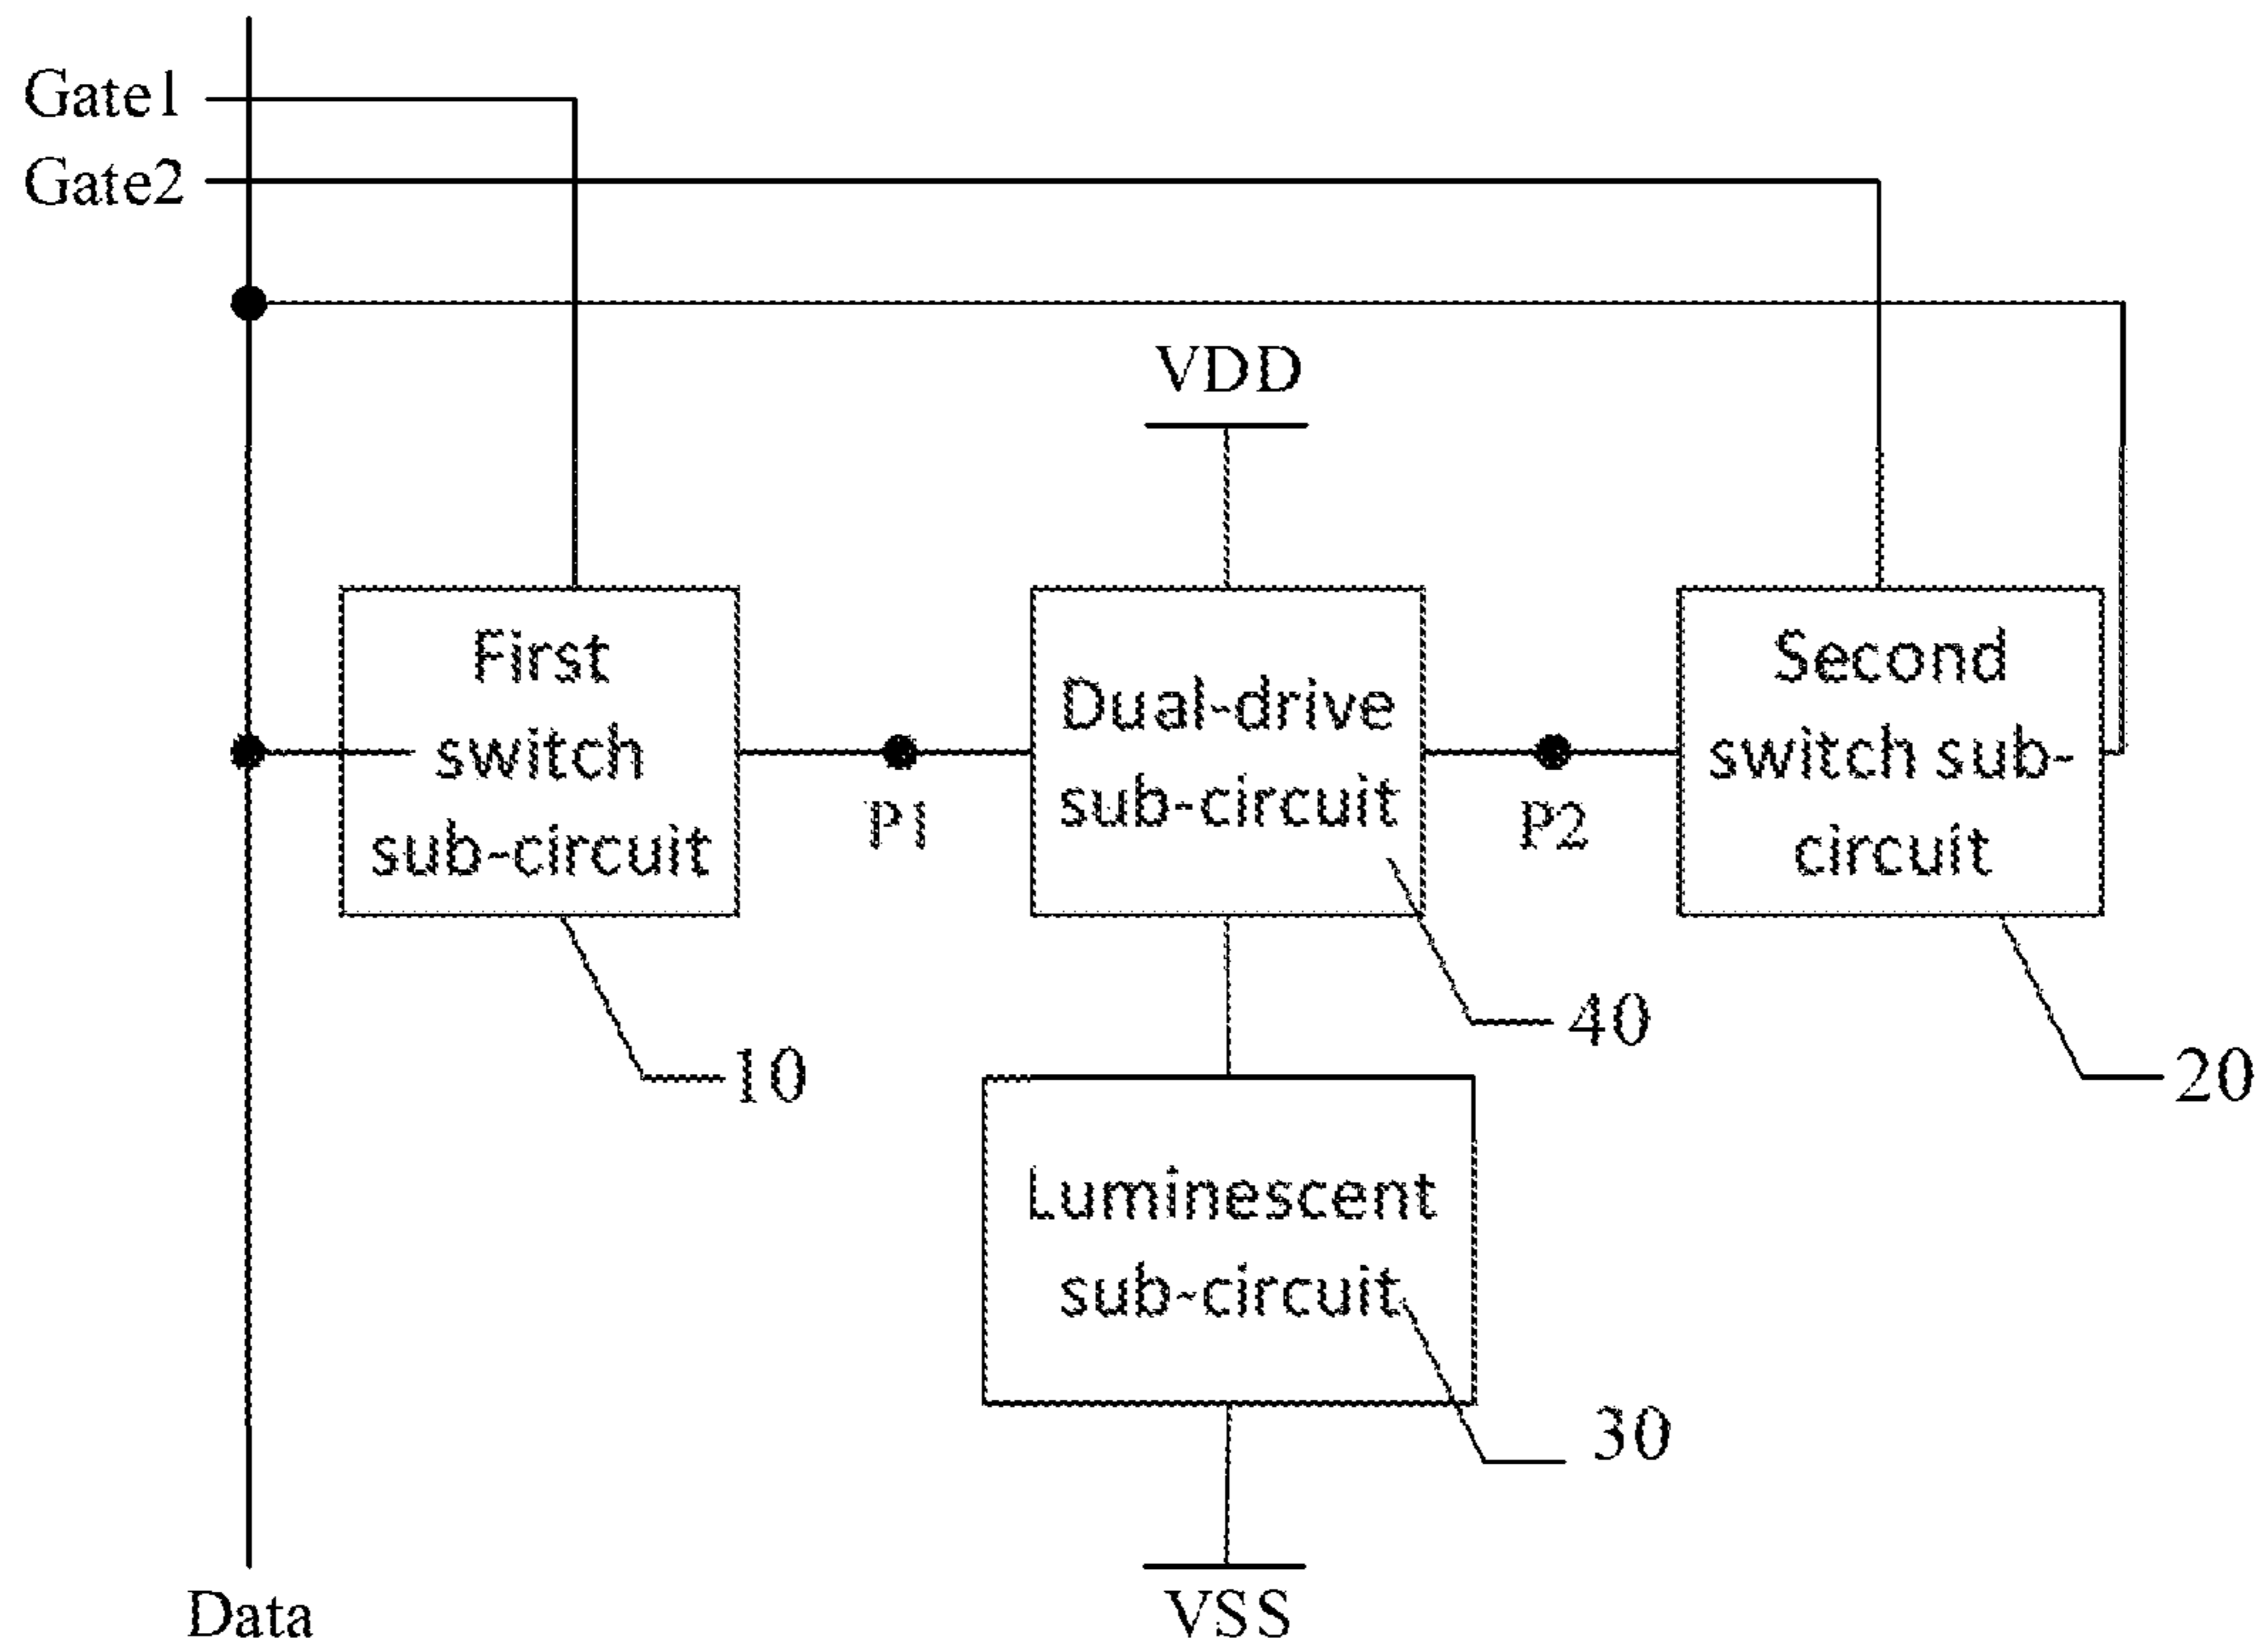 Gate1
Gate2
VDD
First
switch
sub-circuit
P1
Dual-drive
sub-circuit
P2
Second
switch sub-
circuit
40
10
20
Luminescent
sub-circuit
30
Data
VSS